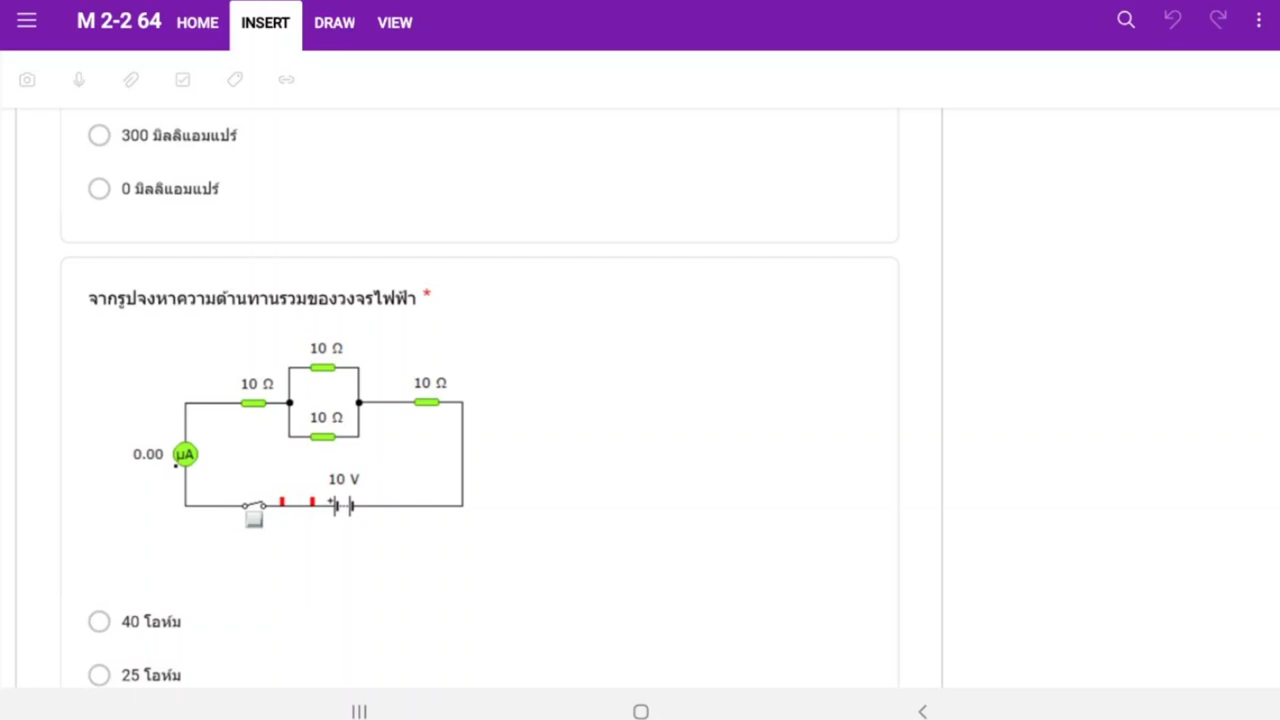 M 2-2 64 HOME INSERT DRAW VIEW
300 มิลลิแอมแปร์
0 มิลลิแอมแปร์
จากรูปจงหาความต้านทานรวมของวงจรไฟฟ้า *
10 Ω
10 Ω
10 Ω
10 Ω
0.00 µA
10 V
+
40 โอห์ม
25 โอห์ม